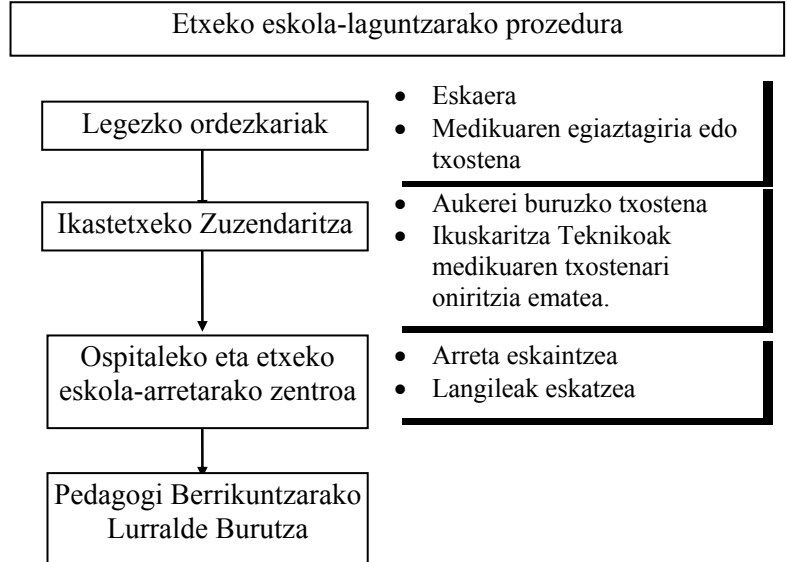 Etxeko eskola-laguntzarako prozedura
Legezko ordezkariak
• Eskaera
• Medikuaren egiaztagiria edo
txostena
Ikastetxeko Zuzendaritza
• Aukerei buruzko txostena
• Ikuskaritza Teknikoak
medikuaren txostenari
oniritzia ematea.
Ospitaleko eta etxeko
eskola-arretarako zentroa
• Arreta eskaintzea
• Langileak eskatzea
Pedagogi Berrikuntzarako
Lurralde Burutza